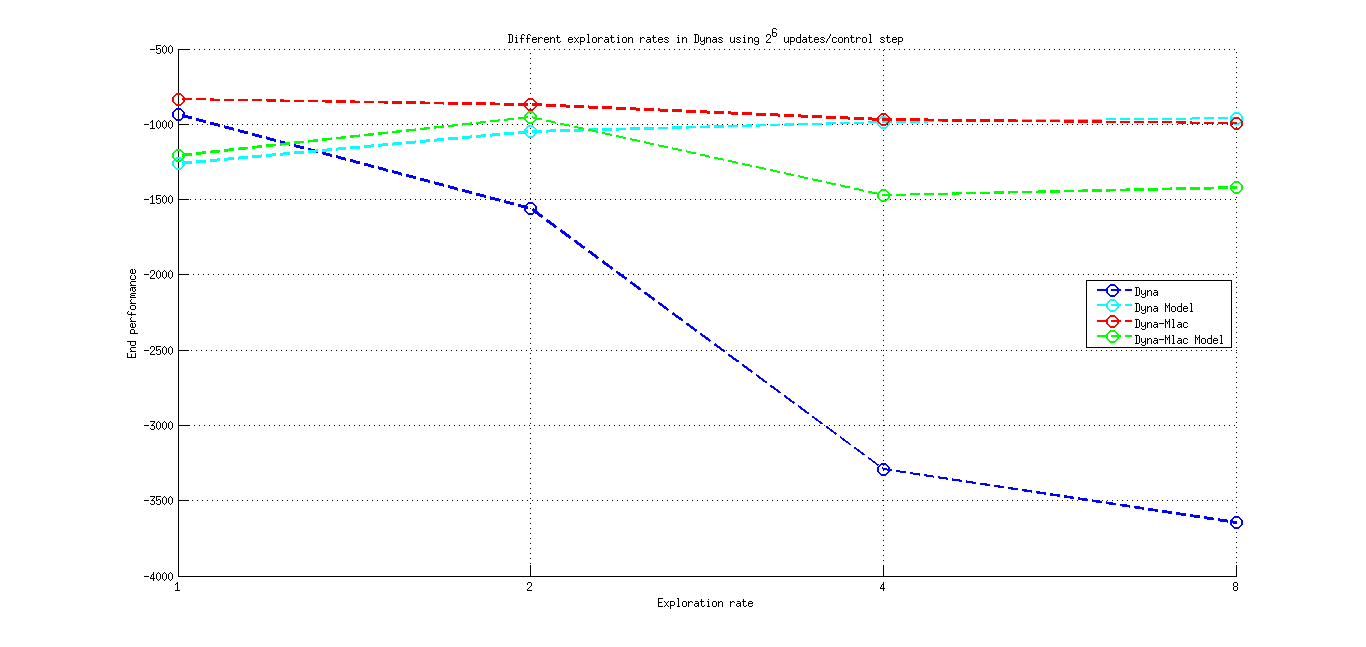 Different exploration rates in Dynas using 2^6 updates/control step
-500
-1000
-1500
-2000
-2500
-3000
-3500
-4000
End performance
1
2
4
8
Exploration rate
Dyna
Dyna Model
Dyna-Mlac
Dyna-Mlac Model